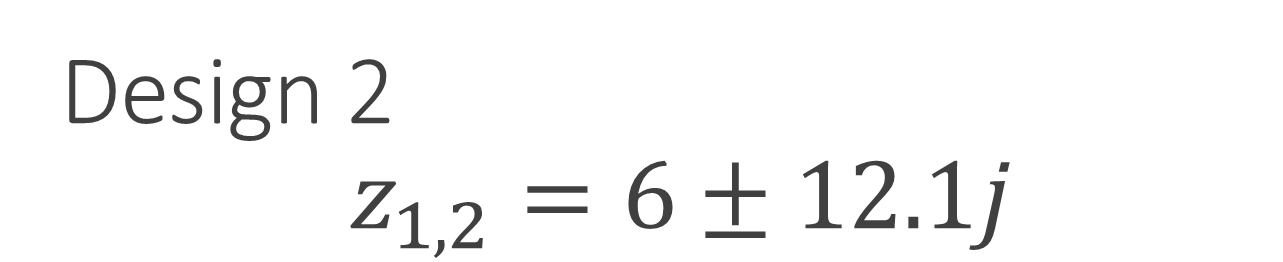 Design 2
z₁,₂ = 6 ± 12.1j